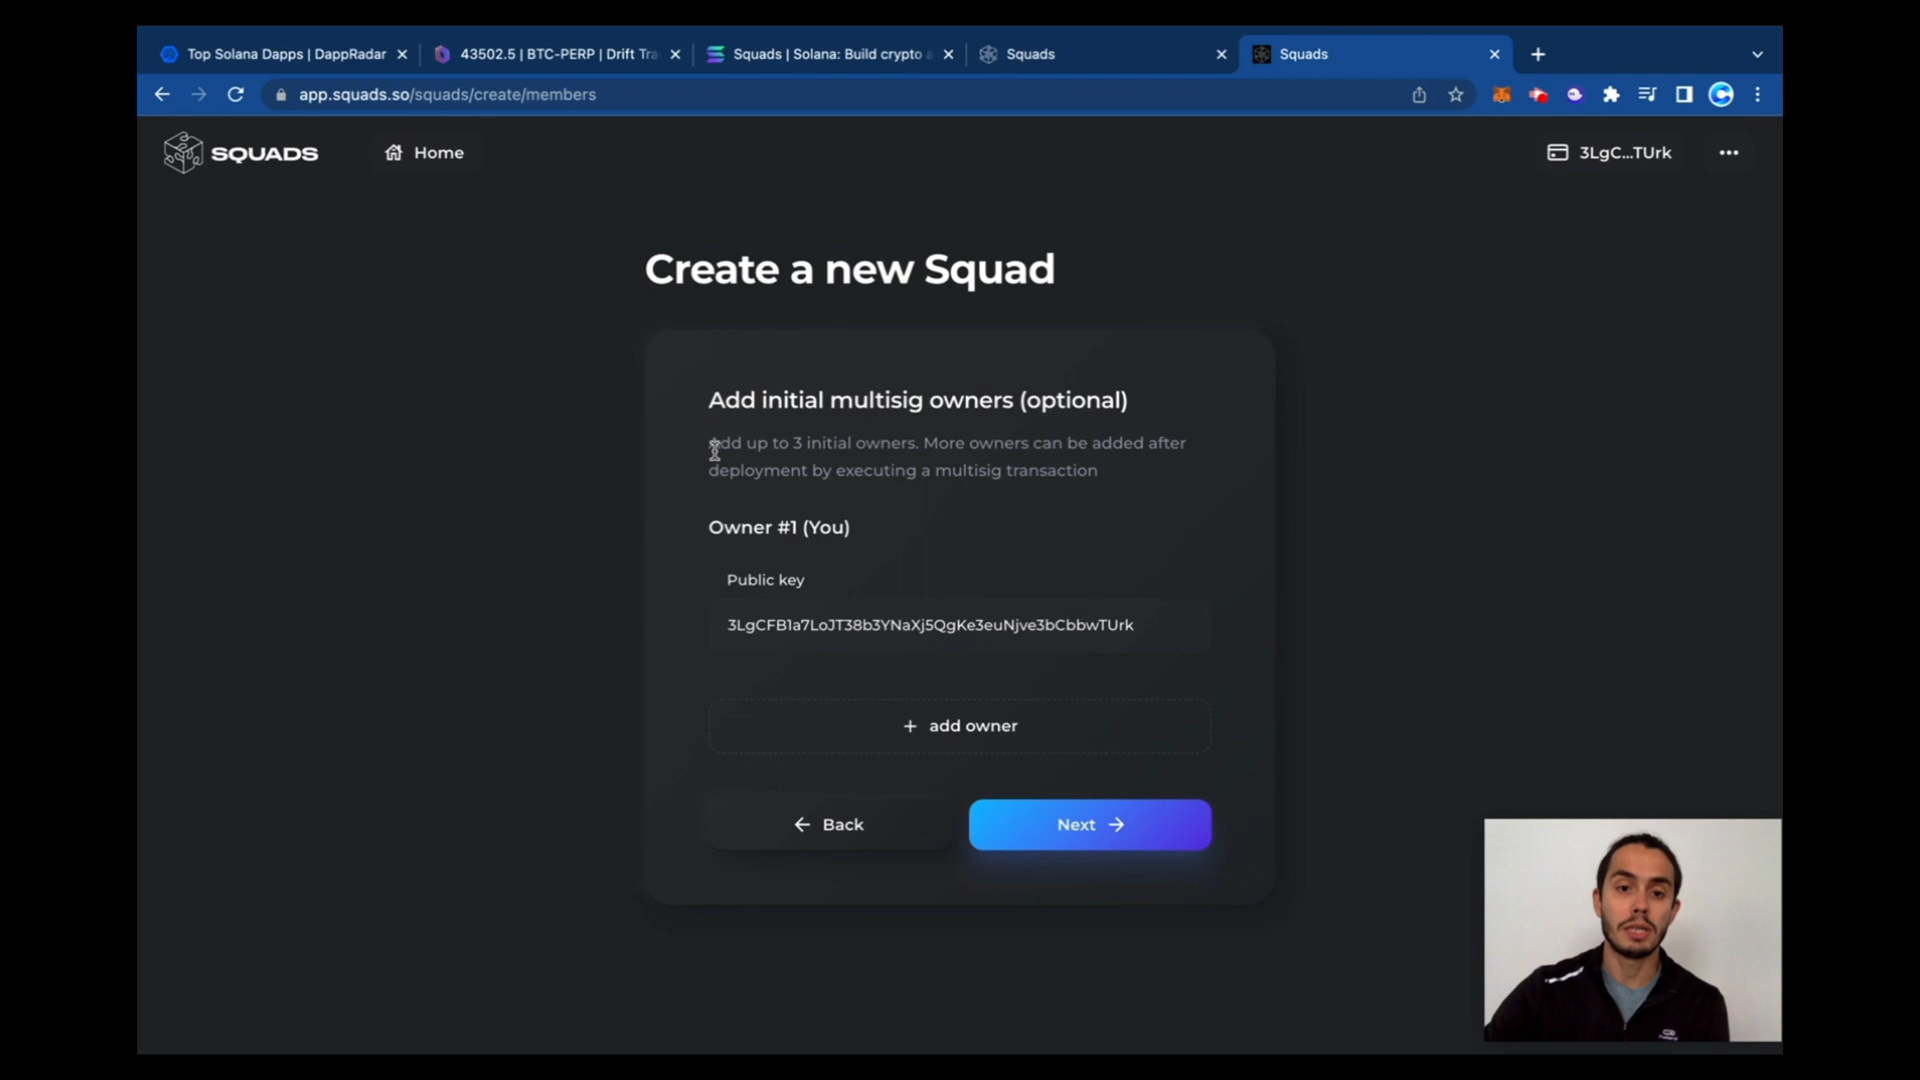 Top Solana Dapps | DappRadar
43502.5 | BTC-PERP | Drift Tra
Squads | Solana: Build crypto a
Squads
Squads
app.squads.so/squads/create/members
SQUADS
Home
3LgC...TUrk
Create a new Squad
Add initial multisig owners (optional)
Add up to 3 initial owners. More owners can be added after
deployment by executing a multisig transaction
Owner #1 (You)
Public key
3LgCFB1a7LoJT38b3YNaXj5QgKe3euNjve3bCbbwTUrk
+ add owner
← Back
Next →